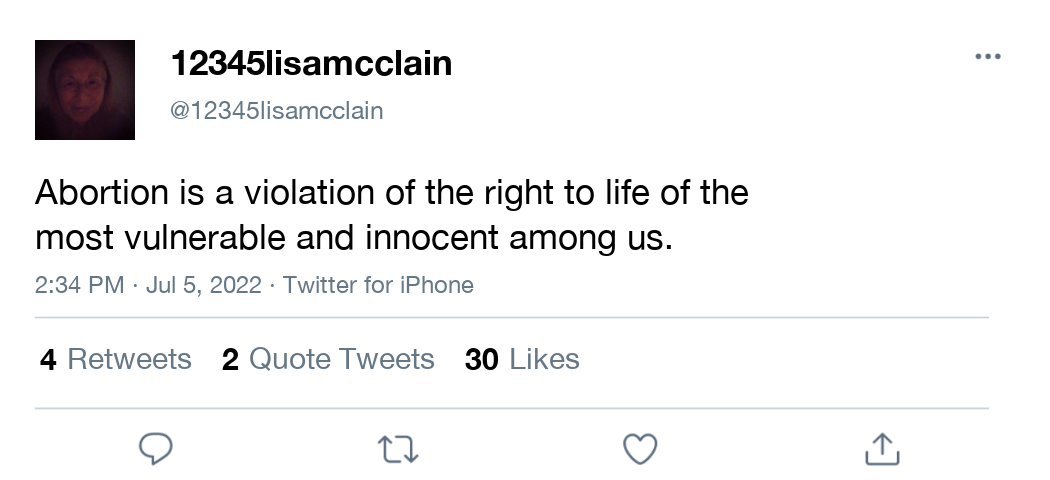 12345lisamcclain
@12345lisamcclain
Abortion is a violation of the right to life of the
most vulnerable and innocent among us.
2:34 PM · Jul 5, 2022 · Twitter for iPhone
4 Retweets 2 Quote Tweets 30 Likes